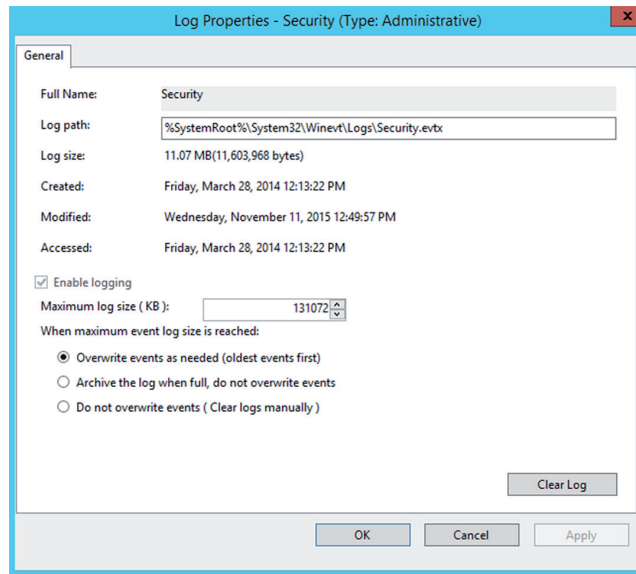 Log Properties - Security (Type: Administrative)
x
General
Full Name: Security
Log path: %SystemRoot%\System32\Winevt\Logs\Security.evtx
Log size: 11.07 MB(11,603,968 bytes)
Created: Friday, March 28, 2014 12:13:22 PM
Modified: Wednesday, November 11, 2015 12:49:57 PM
Accessed: Friday, March 28, 2014 12:13:22 PM
Enable logging
Maximum log size ( KB ): 131072
When maximum event log size is reached:
Overwrite events as needed (oldest events first)
Archive the log when full, do not overwrite events
Do not overwrite events ( Clear logs manually )
Clear Log
OK Cancel Apply